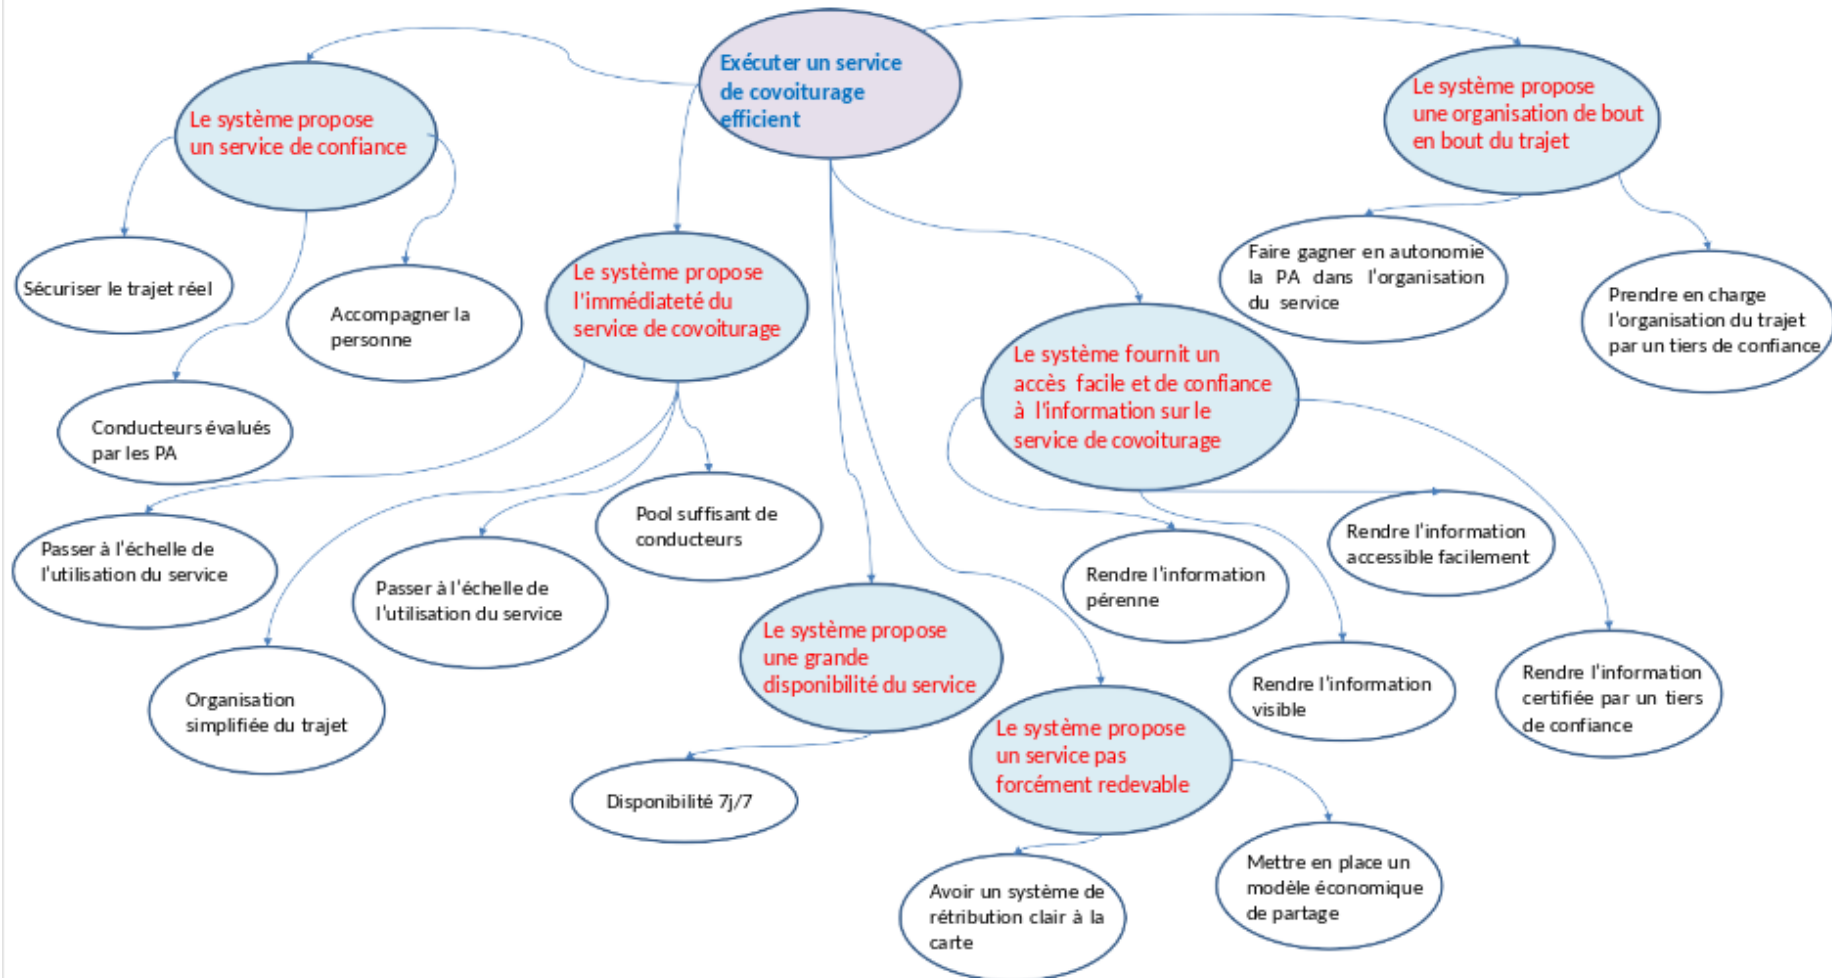 Exécuter un service
de covoiturage
efficient
Le système propose
un service de confiance
Le système propose
une organisation de bout
en bout du trajet
Sécuriser le trajet réel
Accompagner la
personne
Conducteurs évalués
par les PA
Le système propose
l'immédiateté du
service de covoiturage
Faire gagner en autonomie
la PA dans l'organisation
du service
Prendre en charge
l'organisation du trajet
par un tiers de confiance
Le système fournit un
accès facile et de confiance
à l'information sur le
service de covoiturage
Passer à l'échelle de
l'utilisation du service
Organisation
simplifiée du trajet
Passer à l'échelle de
l'utilisation du service
Pool suffisant de
conducteurs
Rendre l'information
pérenne
Rendre l'information
accessible facilement
Rendre l'information
visible
Rendre l'information
certifiée par un tiers
de confiance
Le système propose
une grande
disponibilité du service
Disponibilité 7j/7
Le système propose
un service pas
forcément redevable
Avoir un système de
rétribution clair à la
carte
Mettre en place un
modèle économique
de partage